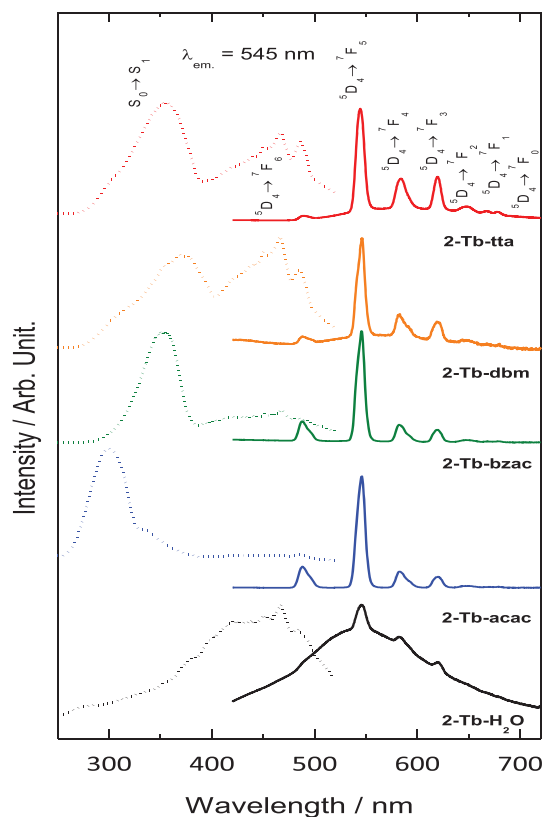 λem. = 545 nm
S0→S1
5D4→7F6
5D4→7F5
5D4→7F4
5D4→7F3
5D4→7F2
5D4→7F1
5D4→7F0
2-Tb-tta
2-Tb-dbm
2-Tb-bzac
2-Tb-acac
2-Tb-H2O
Intensity / Arb. Unit.
300 400 500 600 700
Wavelength / nm